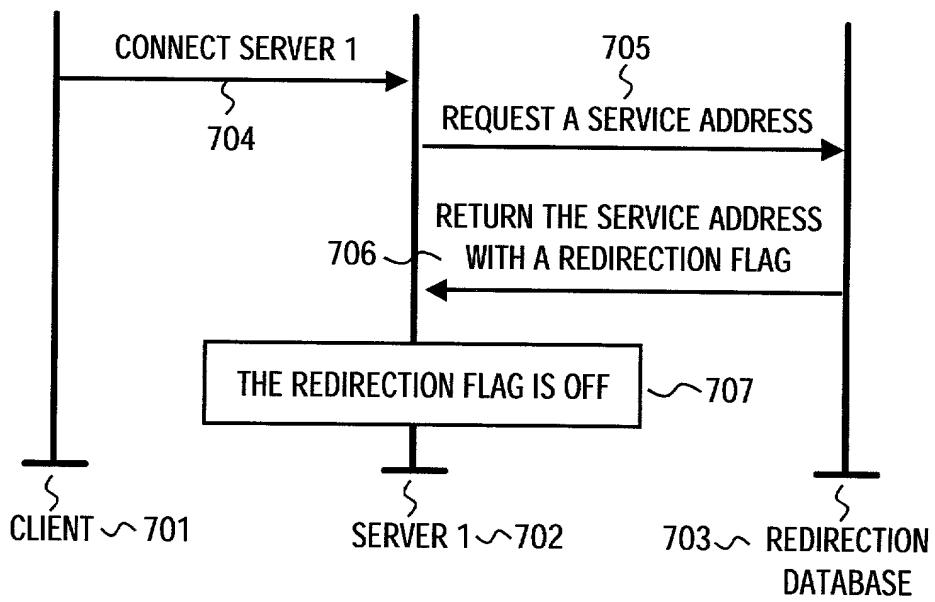 CONNECT SERVER 1
704
705
REQUEST A SERVICE ADDRESS
RETURN THE SERVICE ADDRESS
706 WITH A REDIRECTION FLAG
THE REDIRECTION FLAG IS OFF 707
CLIENT 701
SERVER 1 702
703 REDIRECTION
DATABASE